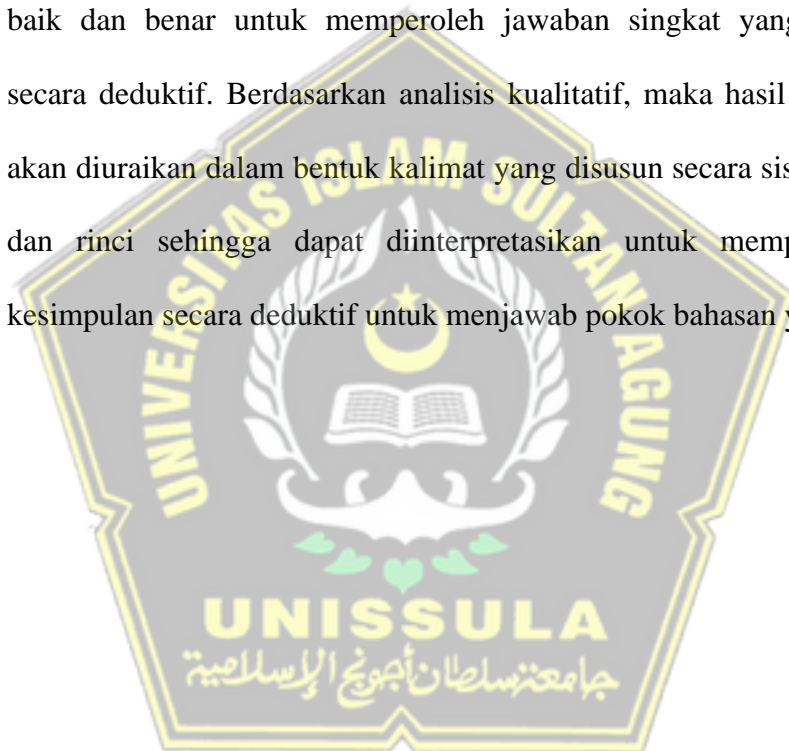 baik dan benar untuk memperoleh jawaban singkat yang
secara deduktif. Berdasarkan analisis kualitatif, maka hasil
akan diuraikan dalam bentuk kalimat yang disusun secara sis
dan rinci sehingga dapat diinterpretasikan untuk memp
kesimpulan secara deduktif untuk menjawab pokok bahasan y
UNIVERSITAS ISLAM SULTAN AGUNG
UNISSULA
جامعة سلطان أجونج الإسلامية